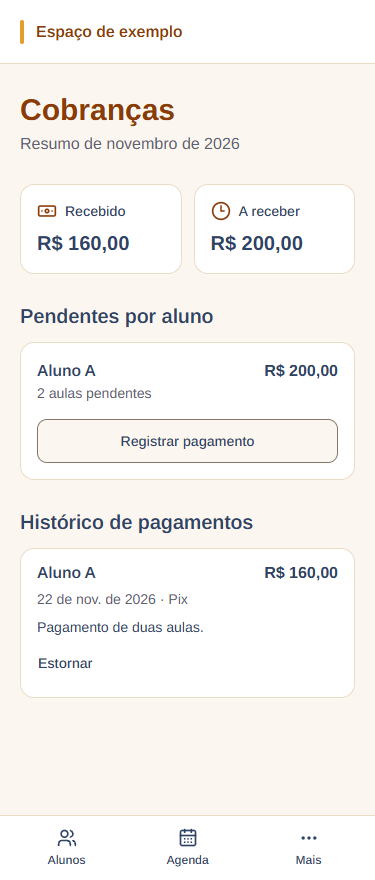 Espaço de exemplo
Cobranças
Resumo de novembro de 2026
Recebido
R$ 160,00
A receber
R$ 200,00
Pendentes por aluno
Aluno A
R$ 200,00
2 aulas pendentes
Registrar pagamento
Histórico de pagamentos
Aluno A
R$ 160,00
22 de nov. de 2026 · Pix
Pagamento de duas aulas.
Estornar
Alunos
Agenda
Mais